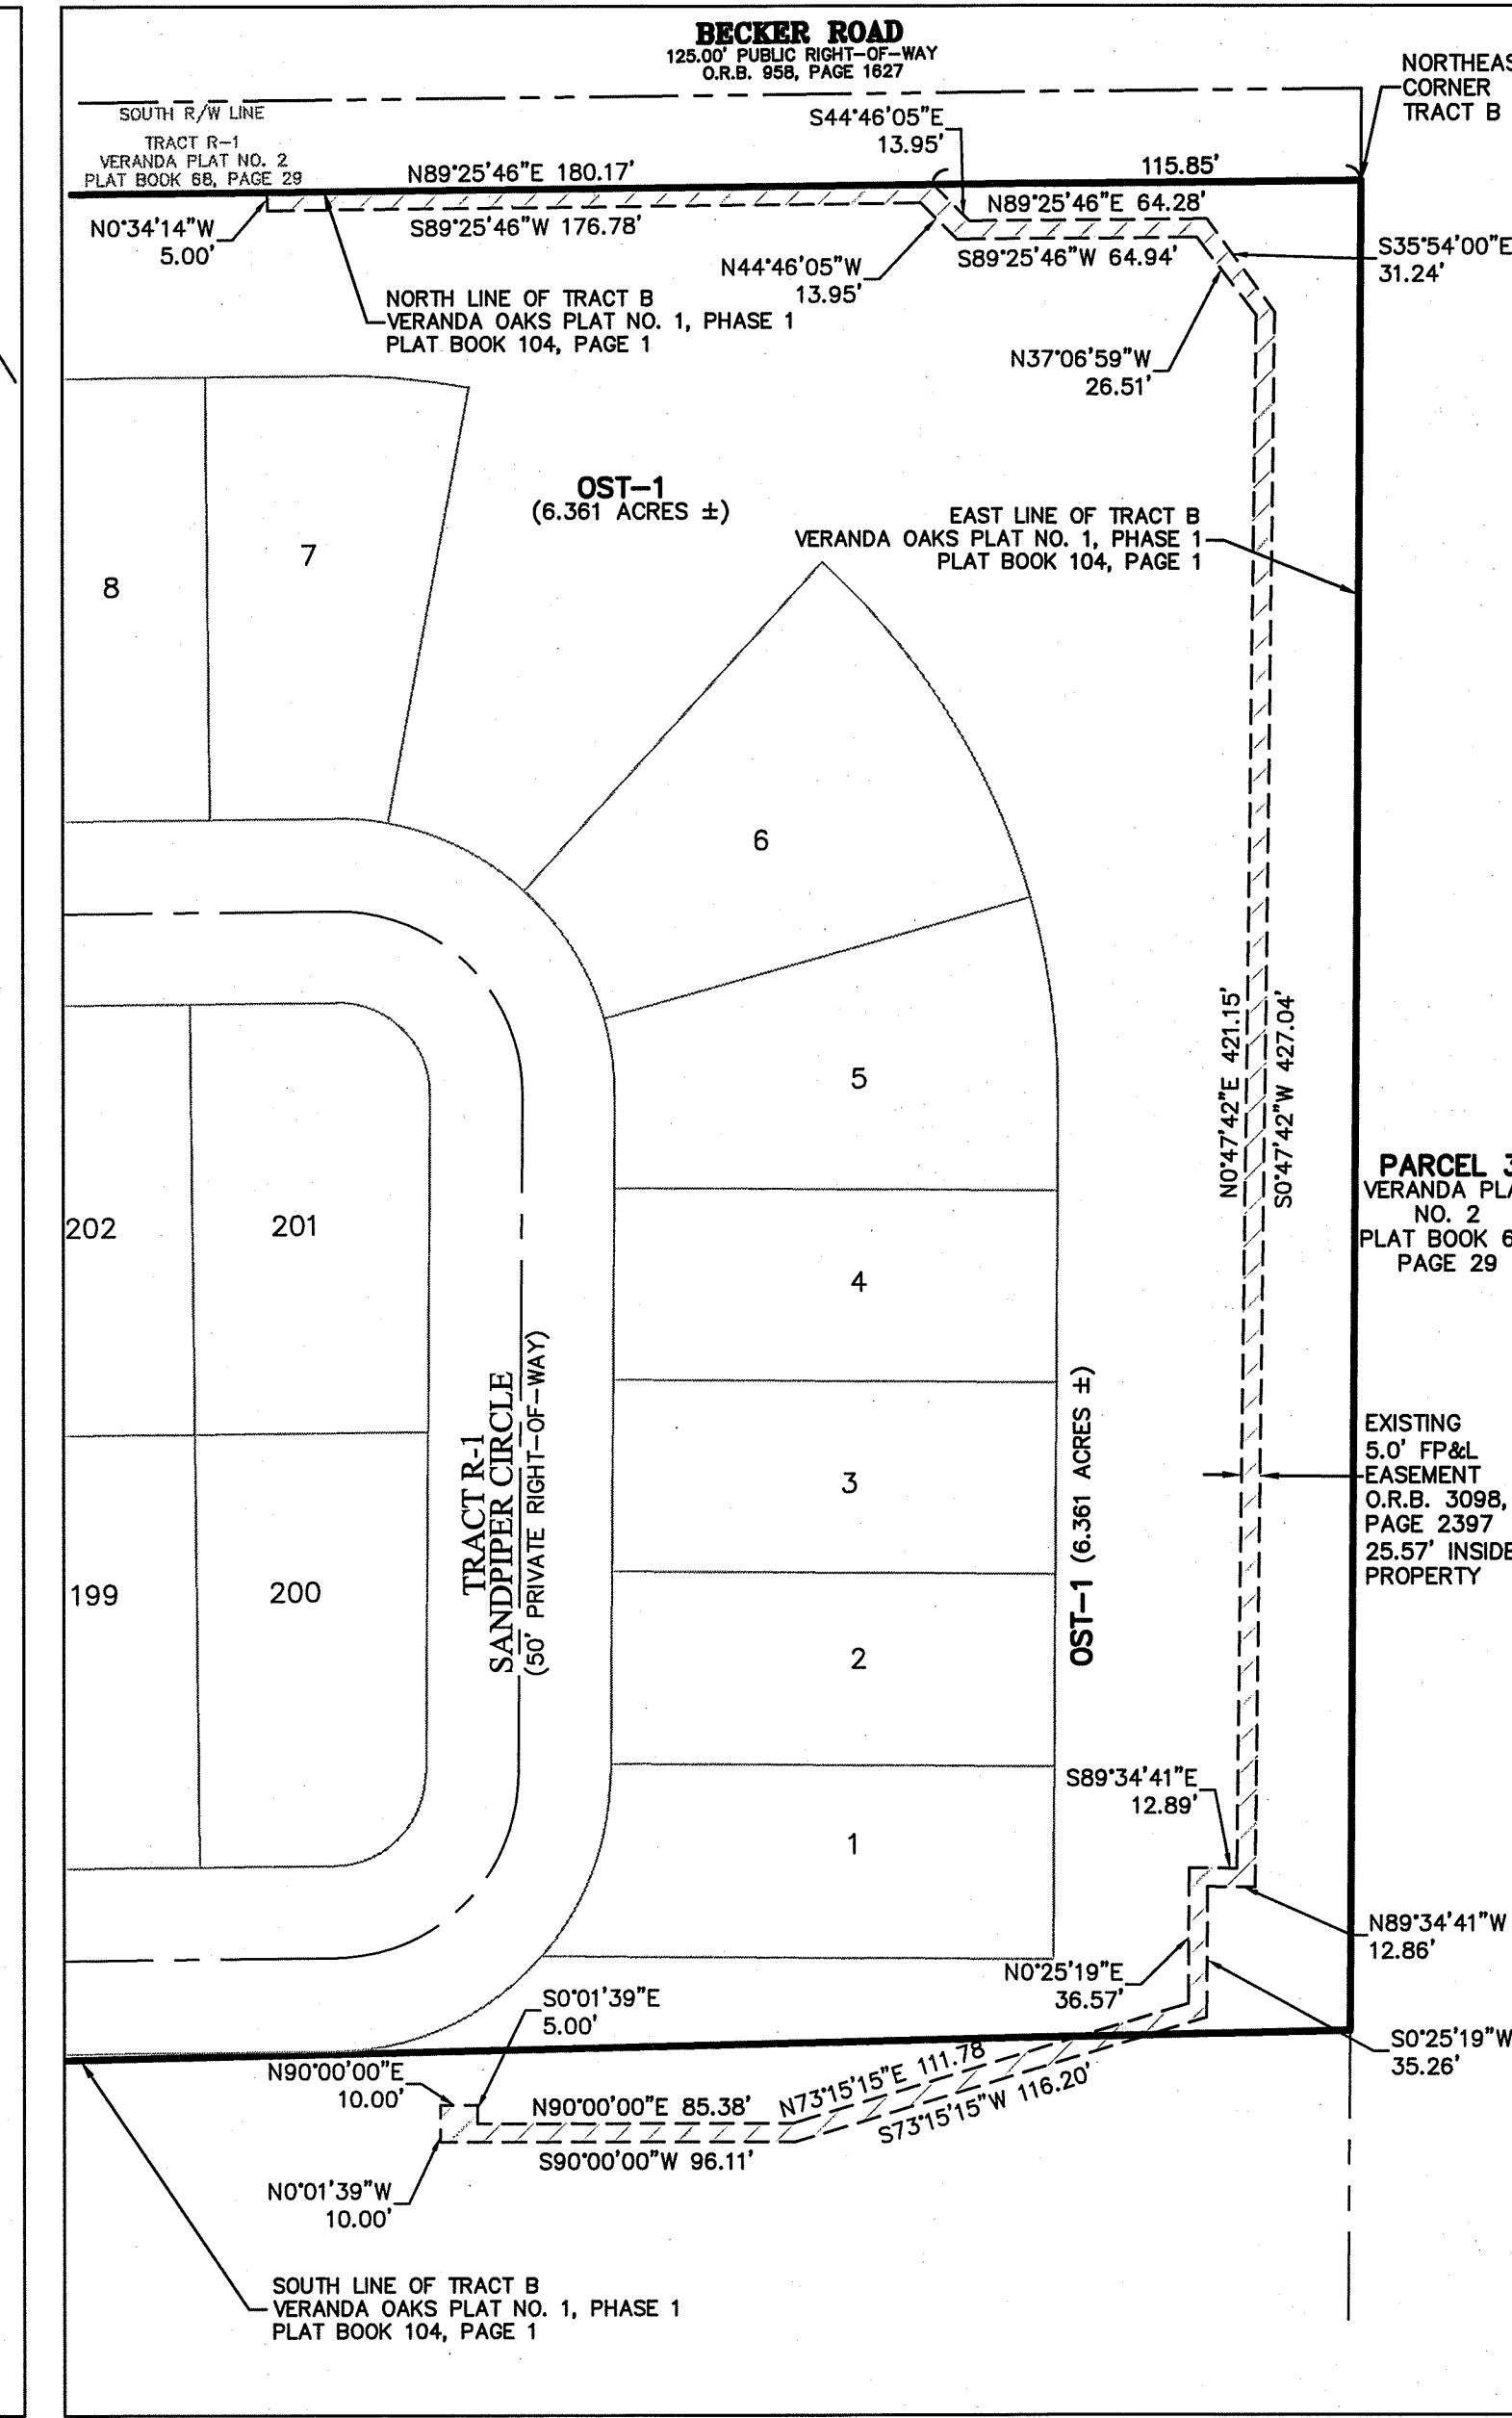 BECKER ROAD
125.00' PUBLIC RIGHT-OF-WAY
O.R.B. 958, PAGE 1627
NORTHEAS
CORNER
TRACT B
SOUTH R/W LINE
TRACT R-1
VERANDA PLAT NO. 2
PLAT BOOK 68, PAGE 29
S44°46'05"E
13.95'
115.85'
N89°25'46"E 180.17'
N89°25'46"E 64.28'
N0°34'14"W
5.00'
S89°25'46"W 176.78'
S89°25'46"W 64.94'
S35°54'00"E
31.24'
N44°46'05"W
13.95'
NORTH LINE OF TRACT B
VERANDA OAKS PLAT NO. 1, PHASE 1
PLAT BOOK 104, PAGE 1
N37°06'59"W
26.51'
OST-1
(6.361 ACRES ±)
EAST LINE OF TRACT B
VERANDA OAKS PLAT NO. 1, PHASE 1
PLAT BOOK 104, PAGE 1
7
8
6
5
N0°47'42"E 421.15'
S0°47'42"W 427.04'
PARCEL 3
VERANDA PLA
NO. 2
PLAT BOOK 6
PAGE 29
202
201
4
TRACT R-1
SANDPIPER CIRCLE
(50' PRIVATE RIGHT-OF-WAY)
OST-1 (6.361 ACRES ±)
EXISTING
5.0' FP&L
EASEMENT
O.R.B. 3098,
PAGE 2397
25.57' INSIDE
PROPERTY
3
199
200
2
S89°34'41"E
12.89'
1
N89°34'41"W
12.86'
N0°25'19"E
36.57'
S0°01'39"E
5.00'
S0°25'19"W
35.26'
N90°00'00"E
10.00'
N90°00'00"E 85.38'
N73°15'15"E 111.78
S73°15'15"W 116.20'
S90°00'00"W 96.11'
N0°01'39"W
10.00'
SOUTH LINE OF TRACT B
VERANDA OAKS PLAT NO. 1, PHASE 1
PLAT BOOK 104, PAGE 1